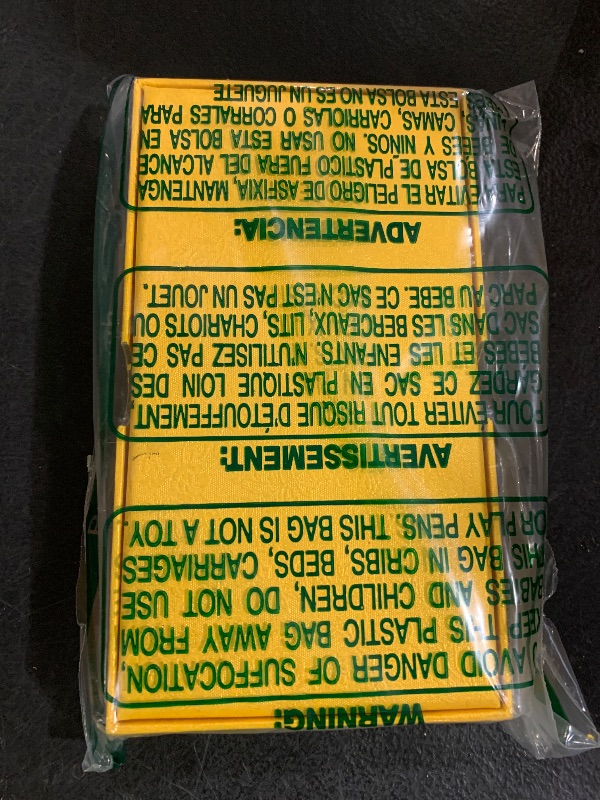 WARNING:
TO AVOID DANGER OF SUFFOCATION,
KEEP THIS PLASTIC BAG AWAY FROM
BABIES AND CHILDREN, DO NOT USE
THIS BAG IN CRIBS, BEDS, CARRIAGES
OR PLAY PENS. THIS BAG IS NOT A TOY.
AVERTISSEMENT:
POUR ÉVITER TOUT RISQUE D'ÉTOUFFEMENT,
GARDEZ CE SAC EN PLASTIQUE LOIN DES
BEBES ET LES ENFANTS. N'UTILISEZ PAS CE
SAC DANS LES BERCEAUX, LITS, CHARIOTS OU
PARC AU BEBE. CE SAC N'EST PAS UN JOUET.
ADVERTENCIA:
PARA EVITAR EL PELIGRO DE ASFIXIA, MANTENGA
ESTA BOLSA DE PLASTICO FUERA DEL ALCANCE
DE BEBES Y NINOS. NO USAR ESTA BOLSA EN
CAMAS, CARRIOLAS O CORRALES PARA
ESTA BOLSA NO ES UN JUGUETE